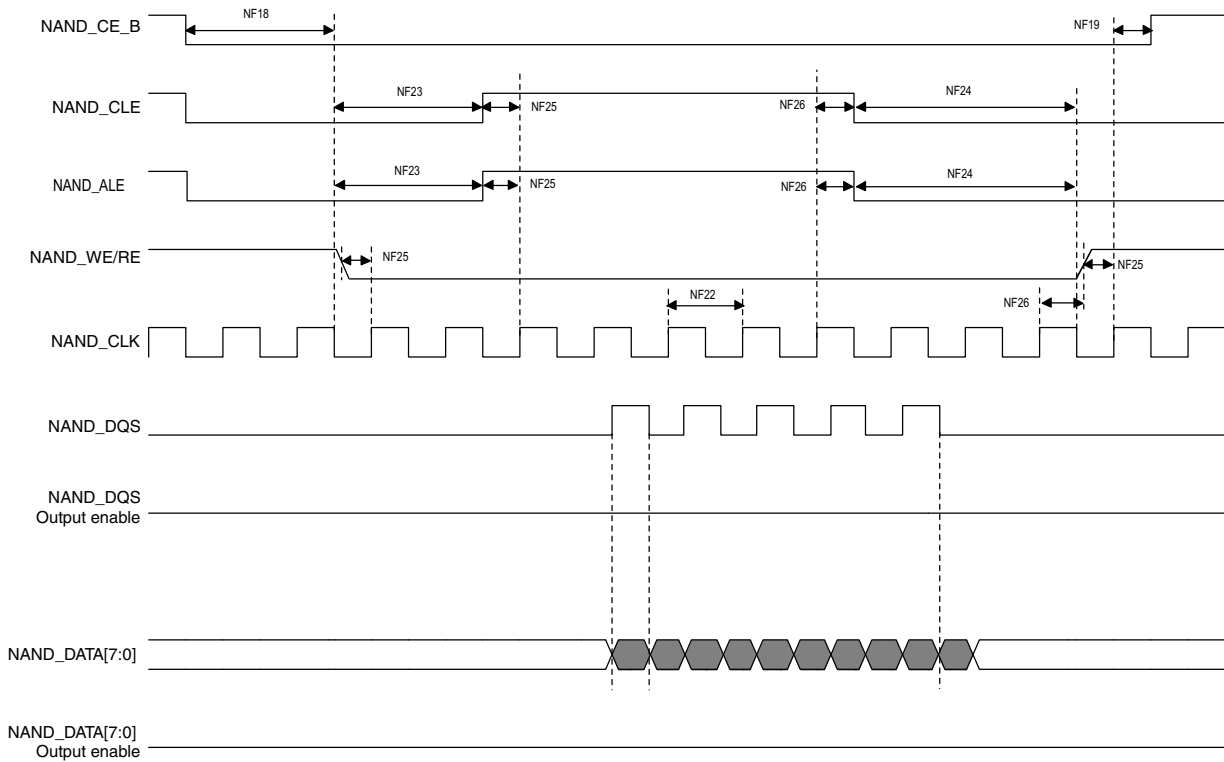 NAND_CE_B
NF18
NF19
NAND_CLE
NF23
NF25
NF26
NF24
NAND_ALE
NF23
NF25
NF26
NF24
NAND_WE/RE
NF25
NF25
NF26
NF22
NAND_CLK
NAND_DQS
NAND_DQS
Output enable
NAND_DATA[7:0]
NAND_DATA[7:0]
Output enable